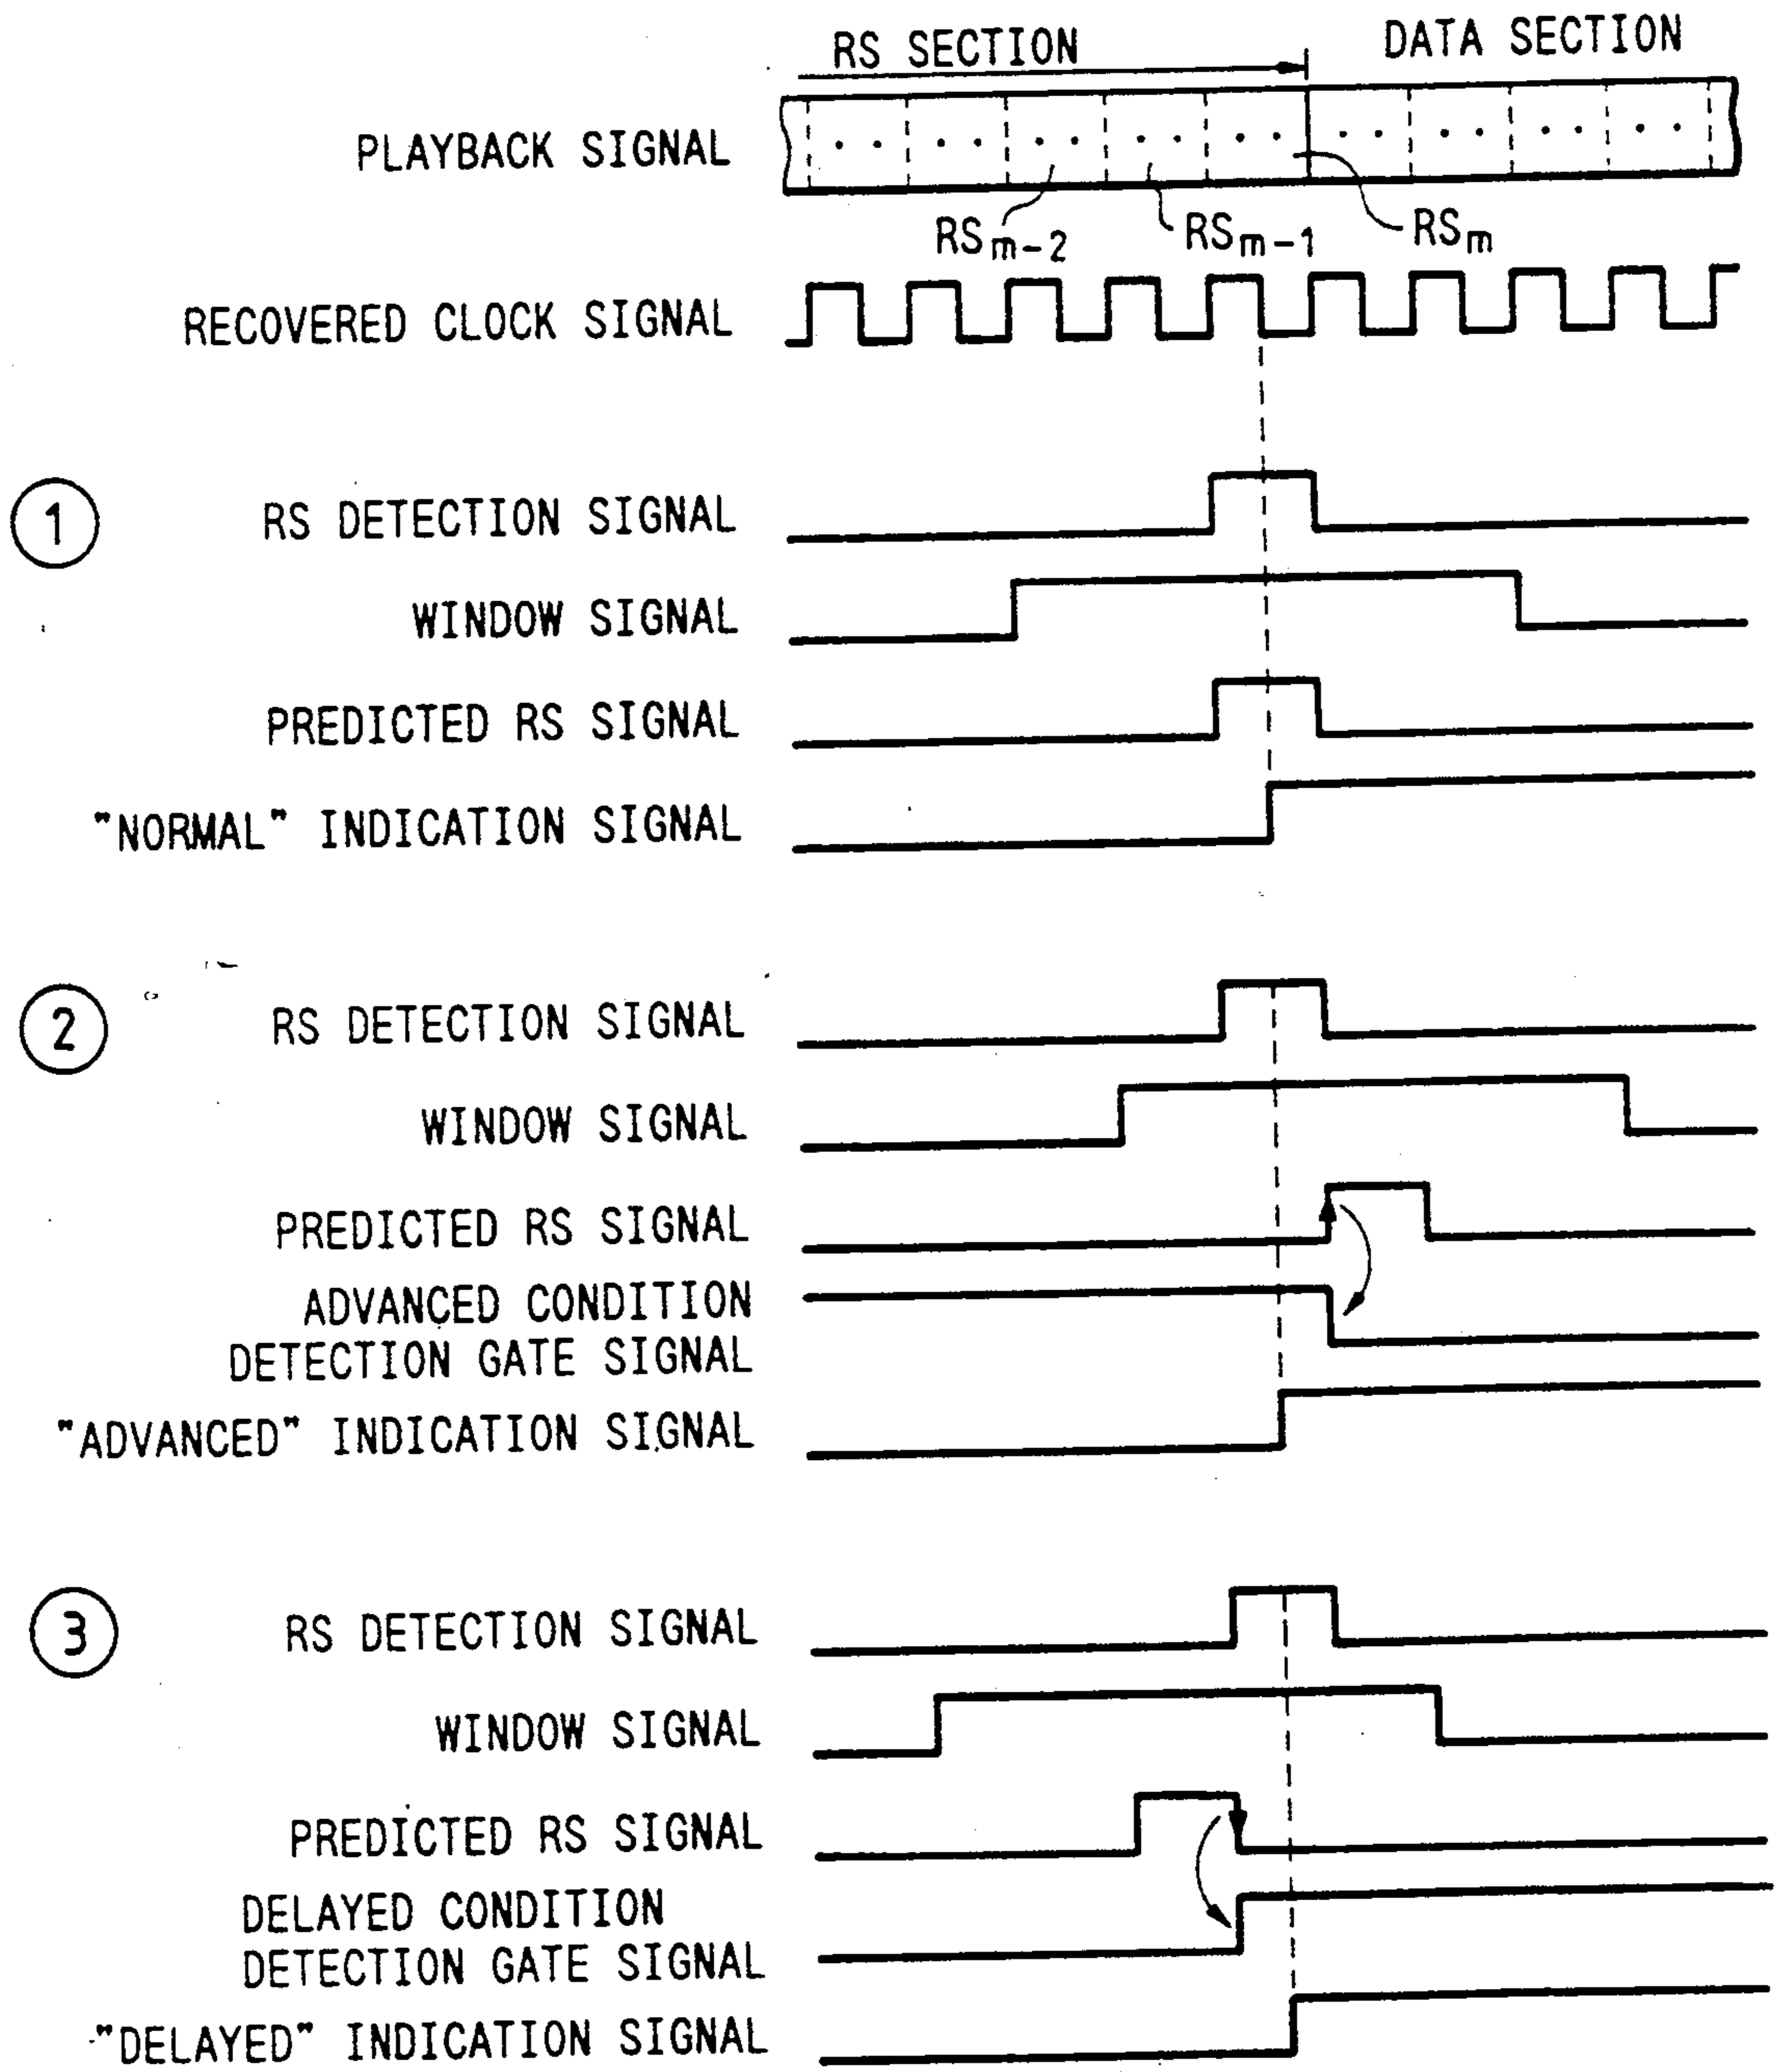 RS SECTION DATA SECTION
PLAYBACK SIGNAL
RSm-2 RSm-1 RSm
RECOVERED CLOCK SIGNAL
1 RS DETECTION SIGNAL
WINDOW SIGNAL
PREDICTED RS SIGNAL
"NORMAL" INDICATION SIGNAL
2 RS DETECTION SIGNAL
WINDOW SIGNAL
PREDICTED RS SIGNAL
ADVANCED CONDITION
DETECTION GATE SIGNAL
"ADVANCED" INDICATION SIGNAL
3 RS DETECTION SIGNAL
WINDOW SIGNAL
PREDICTED RS SIGNAL
DELAYED CONDITION
DETECTION GATE SIGNAL
"DELAYED" INDICATION SIGNAL